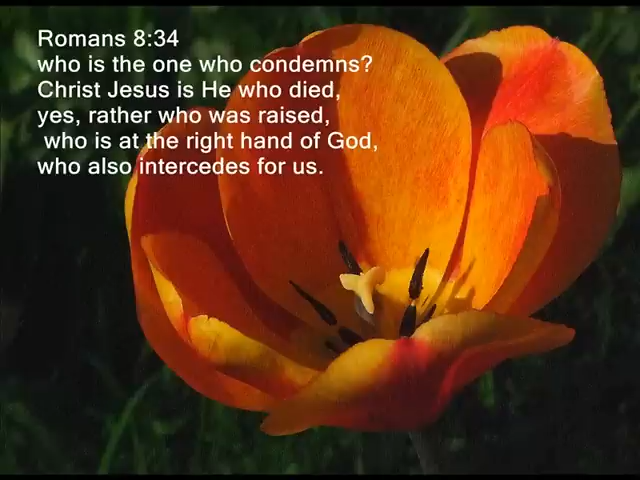 Romans 8:34
who is the one who condemns?
Christ Jesus is He who died,
yes, rather who was raised,
who is at the right hand of God,
who also intercedes for us.